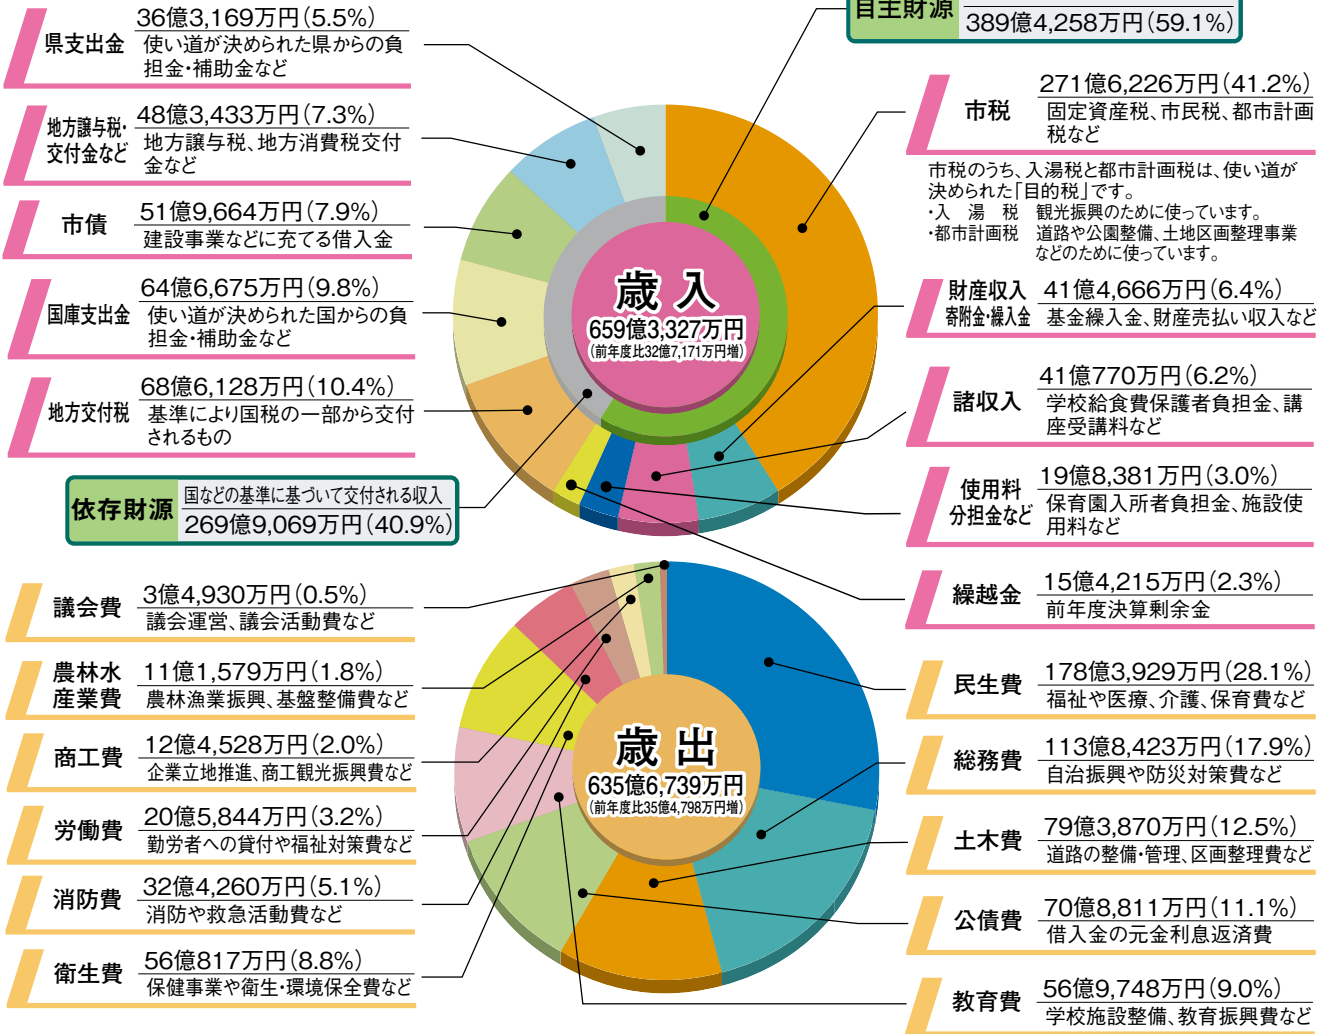 県支出金
36億3,169万円(5.5%)
使い道が決められた県からの負
担金・補助金など
地方譲与税・
交付金など
48億3,433万円(7.3%)
地方譲与税、地方消費税交付
金など
市債
51億9,664万円(7.9%)
建設事業などに充てる借入金
国庫支出金
64億6,675万円(9.8%)
使い道が決められた国からの負
担金・補助金など
地方交付税
68億6,128万円(10.4%)
基準により国税の一部から交付
されるもの
依存財源
国などの基準に基づいて交付される収入
269億9,069万円(40.9%)
歳入
659億3,327万円
(前年度比32億7,171万円増)
自主財源
389億4,258万円(59.1%)
市税
271億6,226万円(41.2%)
固定資産税、市民税、都市計画
税など
市税のうち、入湯税と都市計画税は、使い道が
決められた「目的税」です。
・入 湯 税 観光振興のために使っています。
・都市計画税 道路や公園整備、土地区画整理事業
などのために使っています。
財産収入
寄附金・繰入金
41億4,666万円(6.4%)
基金繰入金、財産売払い収入など
諸収入
41億770万円(6.2%)
学校給食費保護者負担金、講
座受講料など
使用料
分担金など
19億8,381万円(3.0%)
保育園入所者負担金、施設使
用料など
繰越金
15億4,215万円(2.3%)
前年度決算剰余金
議会費
3億4,930万円(0.5%)
議会運営、議会活動費など
農林水
産業費
11億1,579万円(1.8%)
農林漁業振興、基盤整備費など
商工費
12億4,528万円(2.0%)
企業立地推進、商工観光振興費など
労働費
20億5,844万円(3.2%)
勤労者への貸付や福祉対策費など
消防費
32億4,260万円(5.1%)
消防や救急活動費など
衛生費
56億817万円(8.8%)
保健事業や衛生・環境保全費など
歳出
635億6,739万円
(前年度比35億4,798万円増)
民生費
178億3,929万円(28.1%)
福祉や医療、介護、保育費など
総務費
113億8,423万円(17.9%)
自治振興や防災対策費など
土木費
79億3,870万円(12.5%)
道路の整備・管理、区画整理費など
公債費
70億8,811万円(11.1%)
借入金の元金利息返済費
教育費
56億9,748万円(9.0%)
学校施設整備、教育振興費など